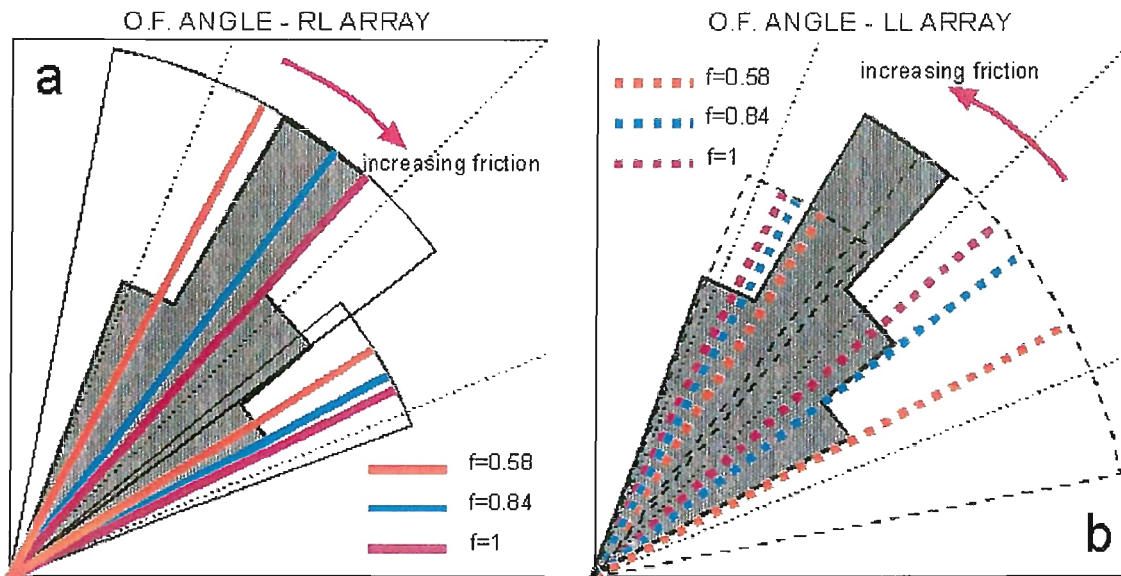 O.F. ANGLE - RL ARRAY
a
increasing friction
f=0.58
f=0.84
f=1
O.F. ANGLE - LL ARRAY
increasing friction
f=0.58
f=0.84
f=1
b